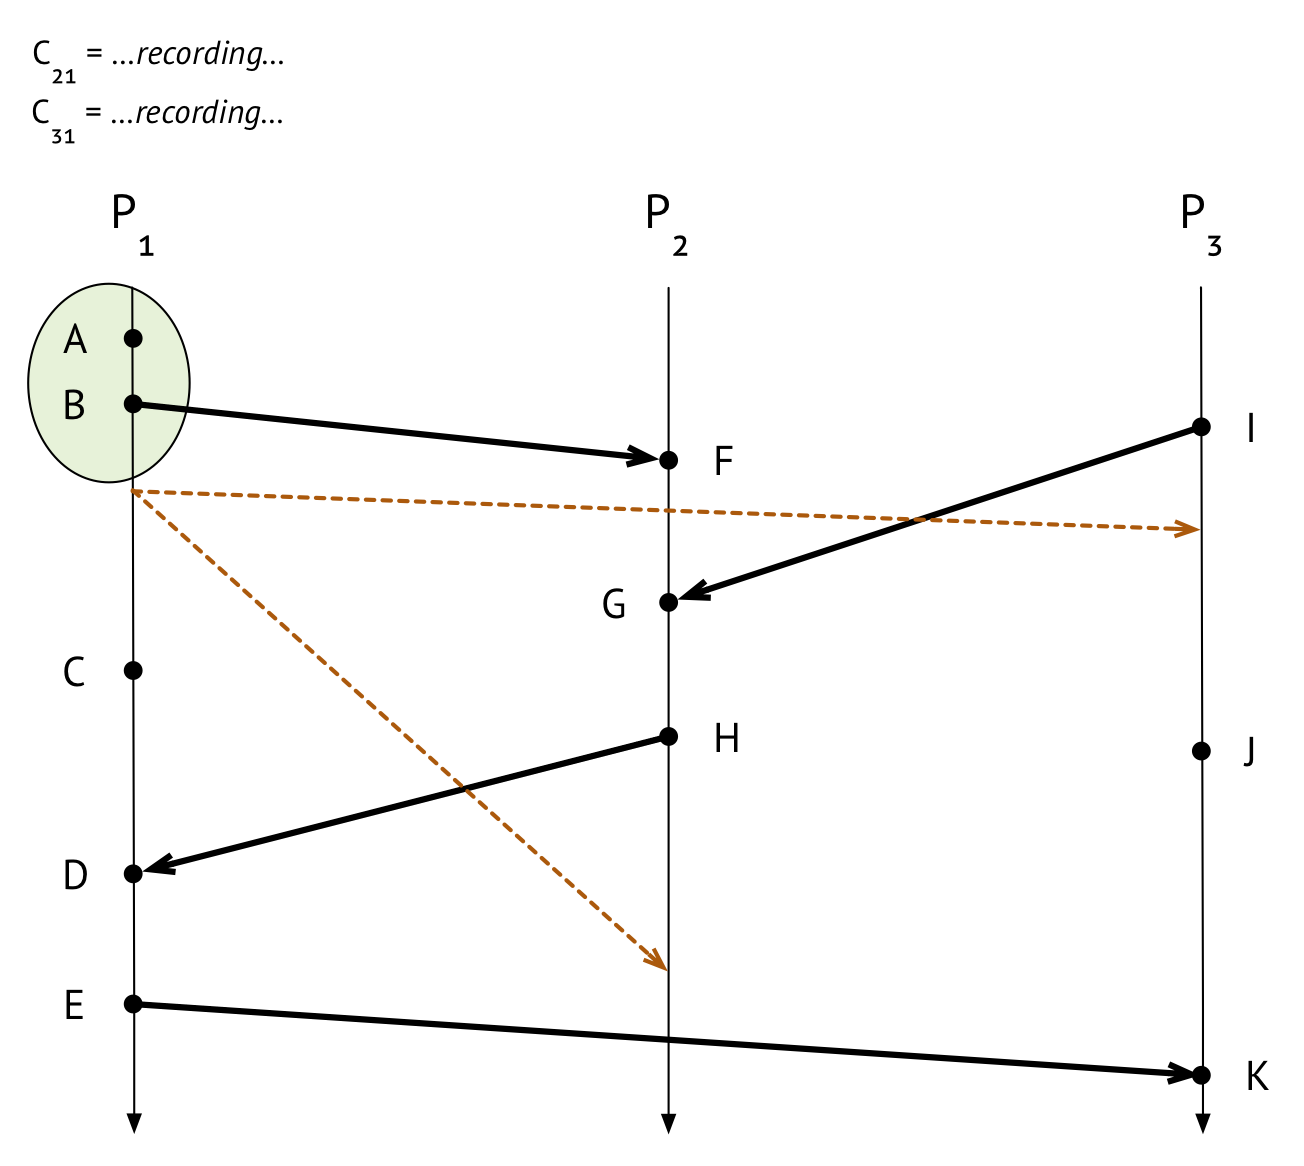 C21 = ...recording...
C31 = ...recording...
P1 P2 P3
A
B
I
F
G
C
H
J
D
E
K